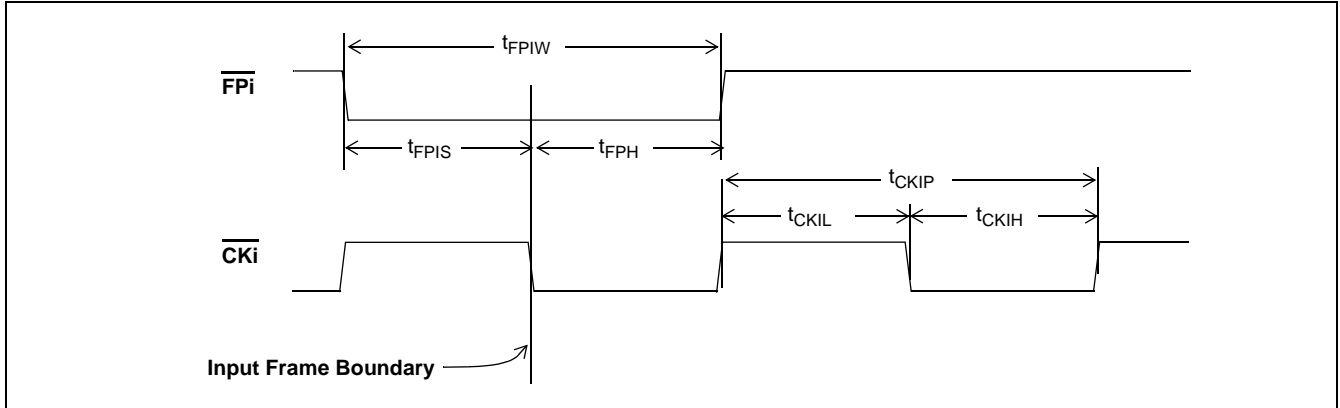 tFPIW
FPi
tFPIS
tFPH
tCKIP
tCKIL
tCKIH
CKi
Input Frame Boundary